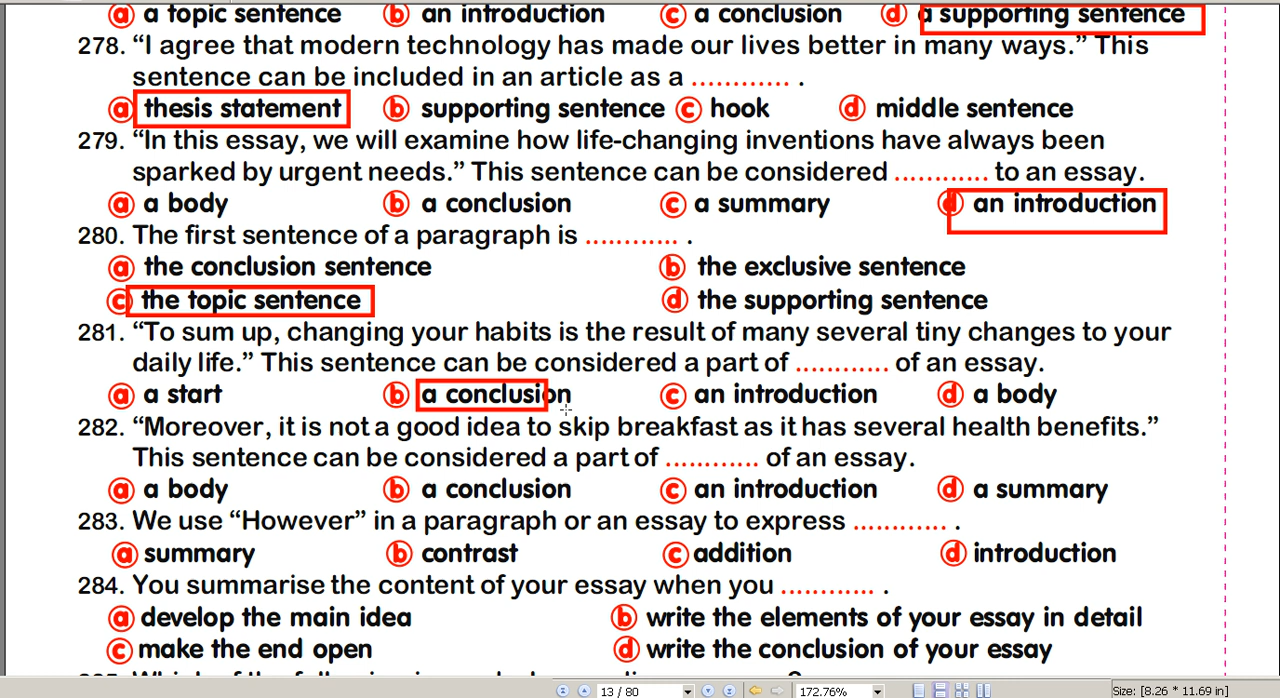 ⓐ a topic sentence ⓑ an introduction ⓒ a conclusion ⓓ a supporting sentence
278. “I agree that modern technology has made our lives better in many ways.” This
sentence can be included in an article as a ............ .
ⓐ thesis statement ⓑ supporting sentence ⓒ hook ⓓ middle sentence
279. “In this essay, we will examine how life-changing inventions have always been
sparked by urgent needs.” This sentence can be considered ............ to an essay.
ⓐ a body ⓑ a conclusion ⓒ a summary ⓓ an introduction
280. The first sentence of a paragraph is ............ .
ⓐ the conclusion sentence ⓑ the exclusive sentence
ⓒ the topic sentence ⓓ the supporting sentence
281. “To sum up, changing your habits is the result of many several tiny changes to your
daily life.” This sentence can be considered a part of ............ of an essay.
ⓐ a start ⓑ a conclusion ⓒ an introduction ⓓ a body
282. “Moreover, it is not a good idea to skip breakfast as it has several health benefits.”
This sentence can be considered a part of ............ of an essay.
ⓐ a body ⓑ a conclusion ⓒ an introduction ⓓ a summary
283. We use “However” in a paragraph or an essay to express ............ .
ⓐ summary ⓑ contrast ⓒ addition ⓓ introduction
284. You summarise the content of your essay when you ............ .
ⓐ develop the main idea ⓑ write the elements of your essay in detail
ⓒ make the end open ⓓ write the conclusion of your essay
13 / 80 172.76% Size: [8.26 * 11.69 in]